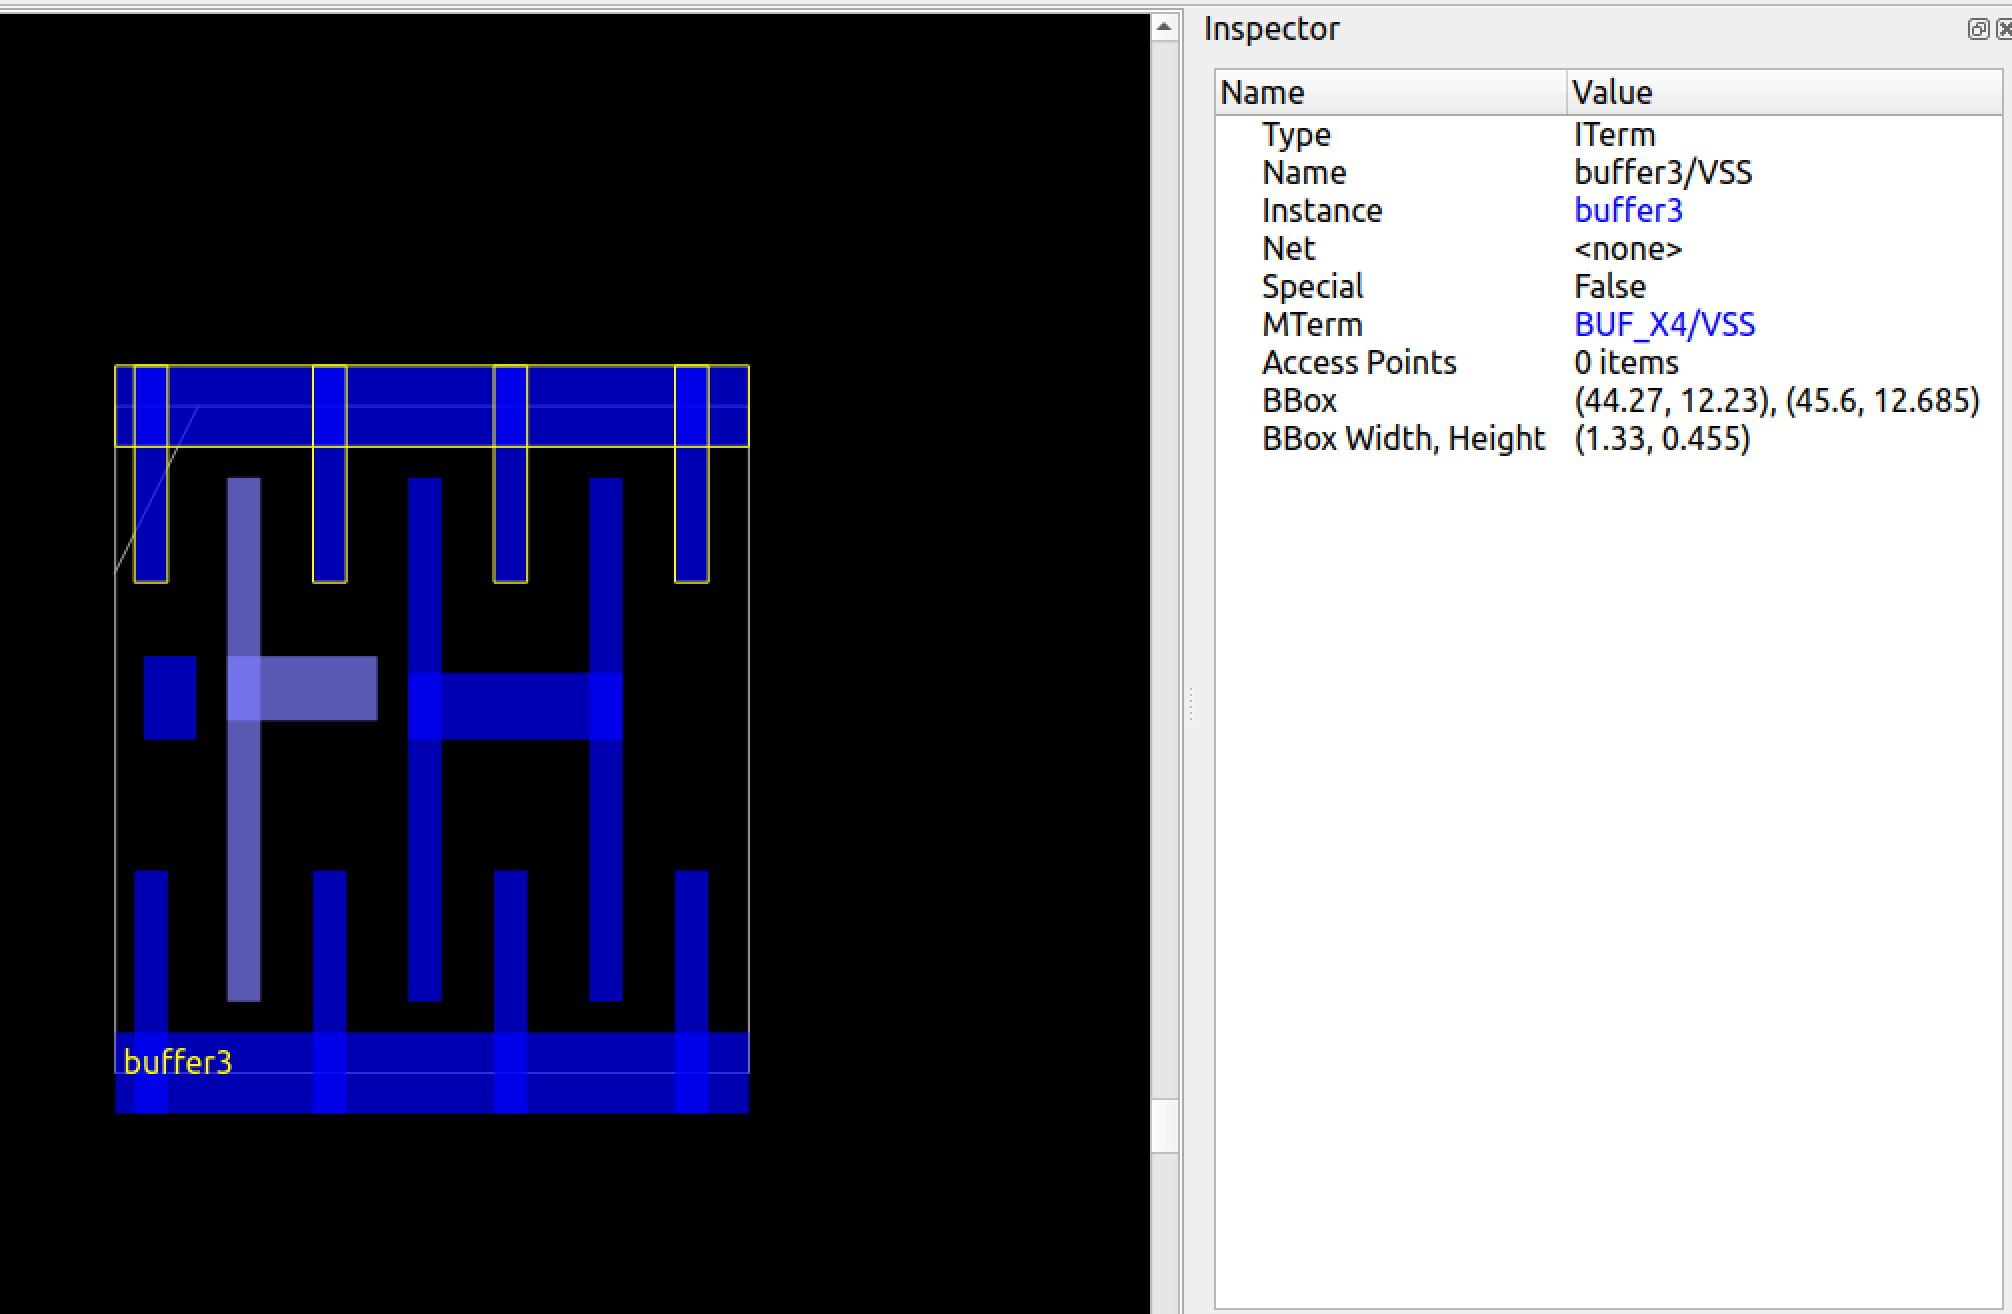 Inspector
Name Value
Type ITerm
Name buffer3/VSS
Instance buffer3
Net <none>
Special False
MTerm BUF_X4/VSS
Access Points 0 items
BBox (44.27, 12.23), (45.6, 12.685)
BBox Width, Height (1.33, 0.455)
buffer3